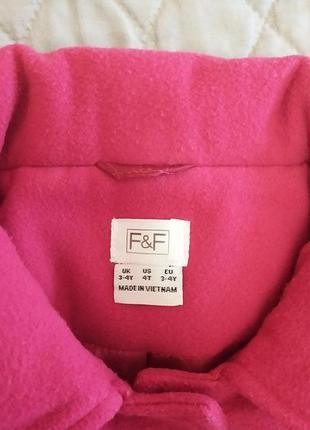 F&F
UK US EU
3-4Y 4T 3-4Y
MADE IN VIETNAM